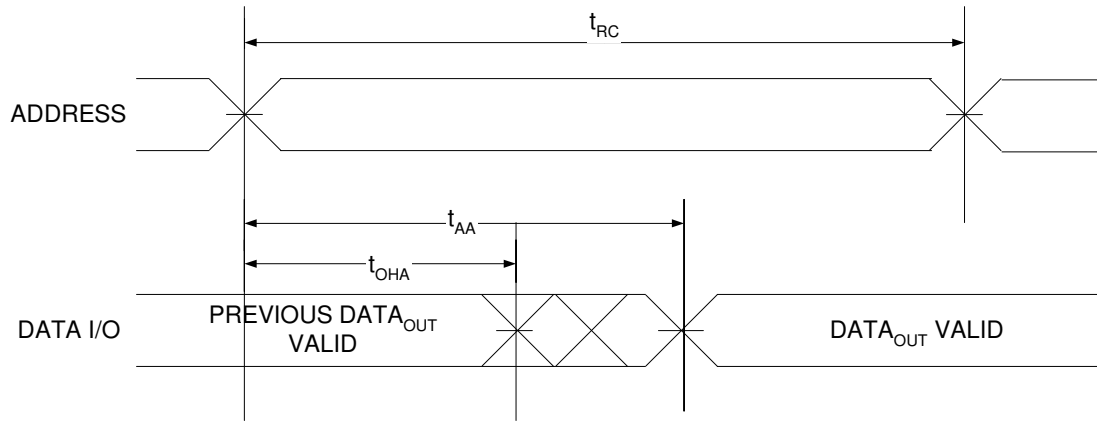 tRC
ADDRESS
tAA
tOHA
DATA I/O
PREVIOUS DATAOUT
VALID
DATAOUT VALID